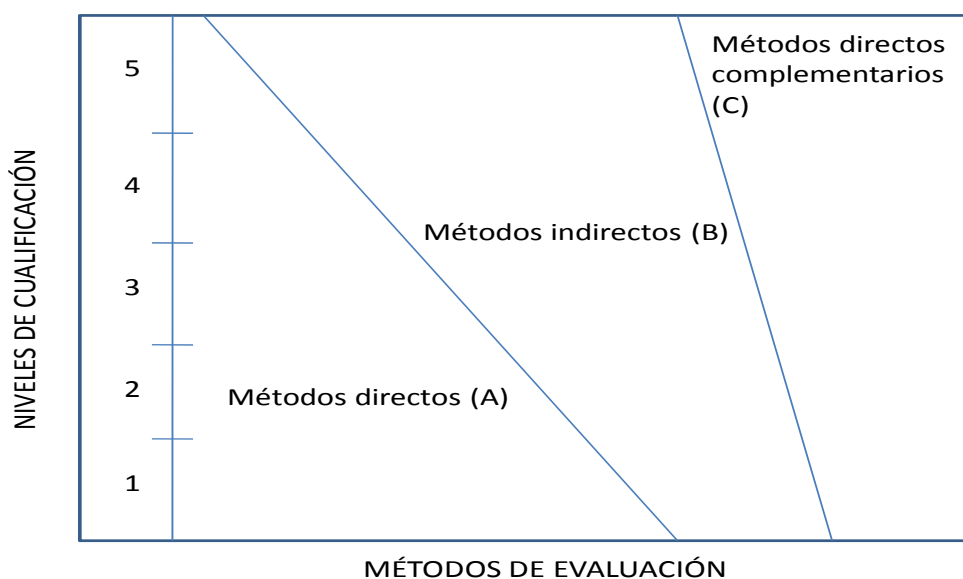 Métodos directos
complementarios
(C)
5
4
Métodos indirectos (B)
3
2
Métodos directos (A)
1
NIVELES DE CUALIFICACIÓN
MÉTODOS DE EVALUACIÓN